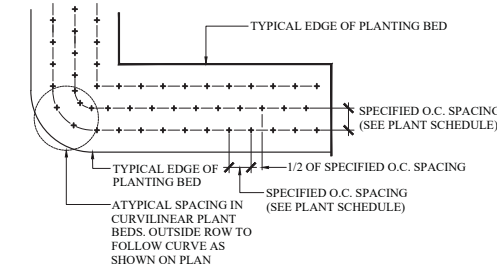 TYPICAL EDGE OF PLANTING BED
SPECIFIED O.C. SPACING
(SEE PLANT SCHEDULE)
TYPICAL EDGE OF
PLANTING BED
1/2 OF SPECIFIED O.C. SPACING
SPECIFIED O.C. SPACING
(SEE PLANT SCHEDULE)
ATYPICAL SPACING IN
CURVILINEAR PLANT
BEDS. OUTSIDE ROW TO
FOLLOW CURVE AS
SHOWN ON PLAN